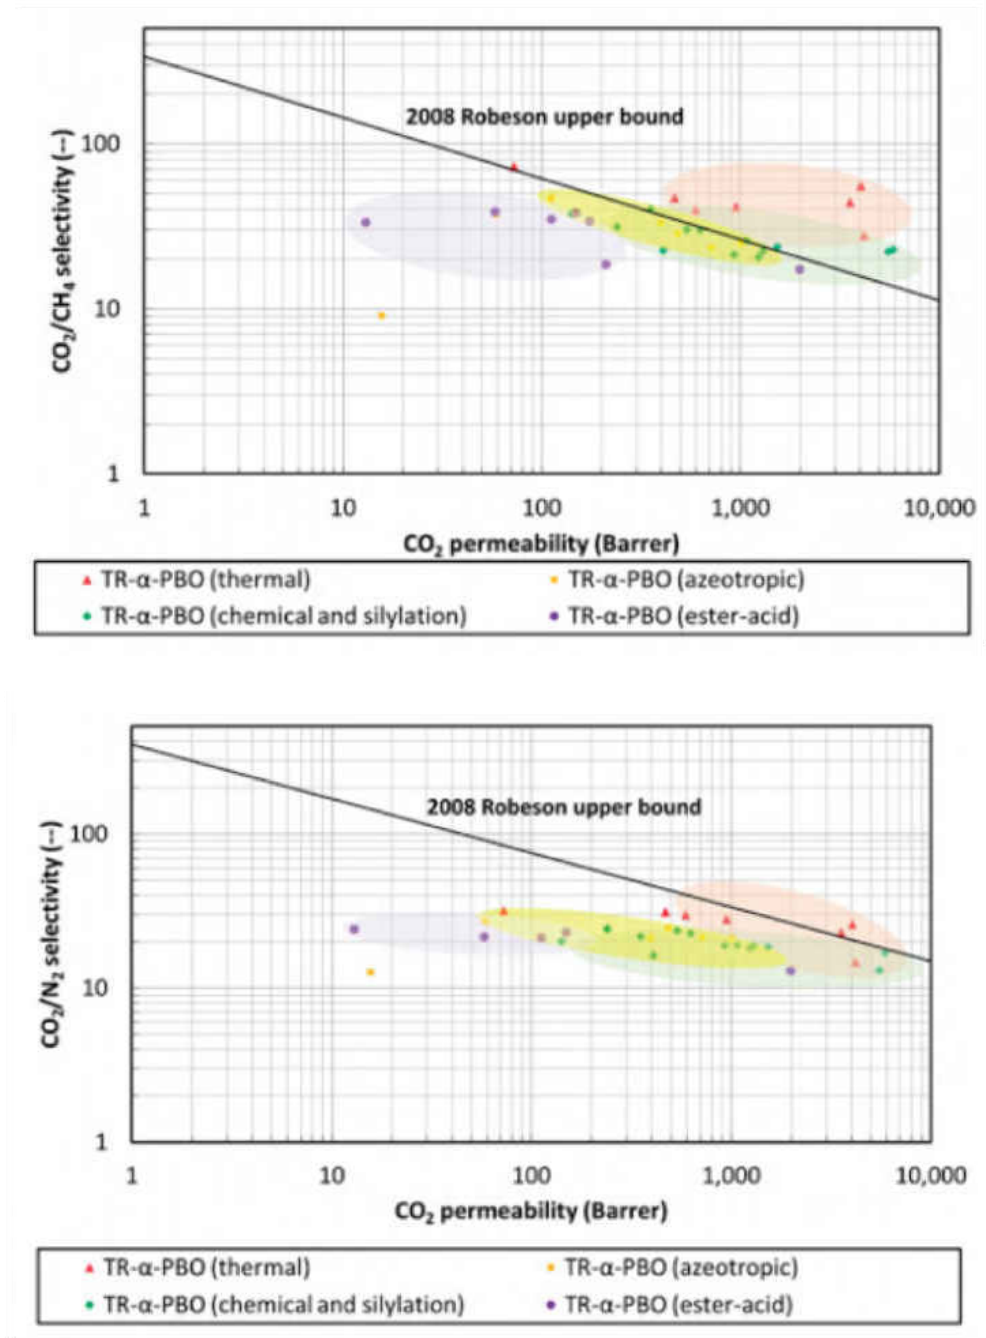 2008 Robeson upper bound
CO₂/CH₄ selectivity (--)
100
10
1
1 10 100 1,000 10,000
CO₂ permeability (Barrer)
TR-α-PBO (thermal) TR-α-PBO (azeotropic)
TR-α-PBO (chemical and silylation) TR-α-PBO (ester-acid)
2008 Robeson upper bound
CO₂/N₂ selectivity (--)
100
10
1
1 10 100 1,000 10,000
CO₂ permeability (Barrer)
TR-α-PBO (thermal) TR-α-PBO (azeotropic)
TR-α-PBO (chemical and silylation) TR-α-PBO (ester-acid)